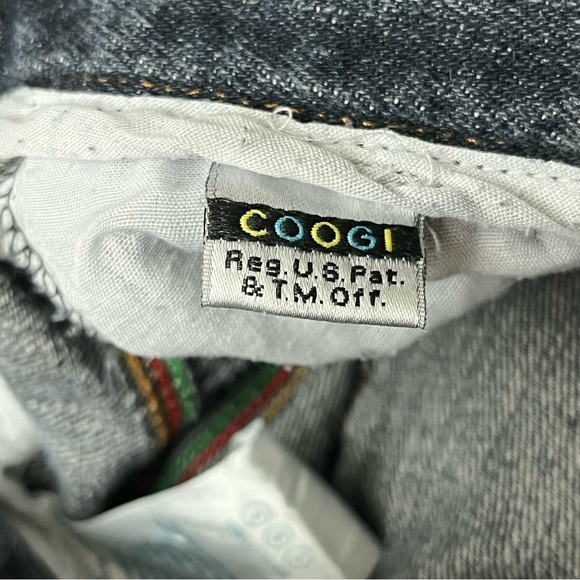 COOGI
Reg. U.S. Pat.
& T.M. Off.